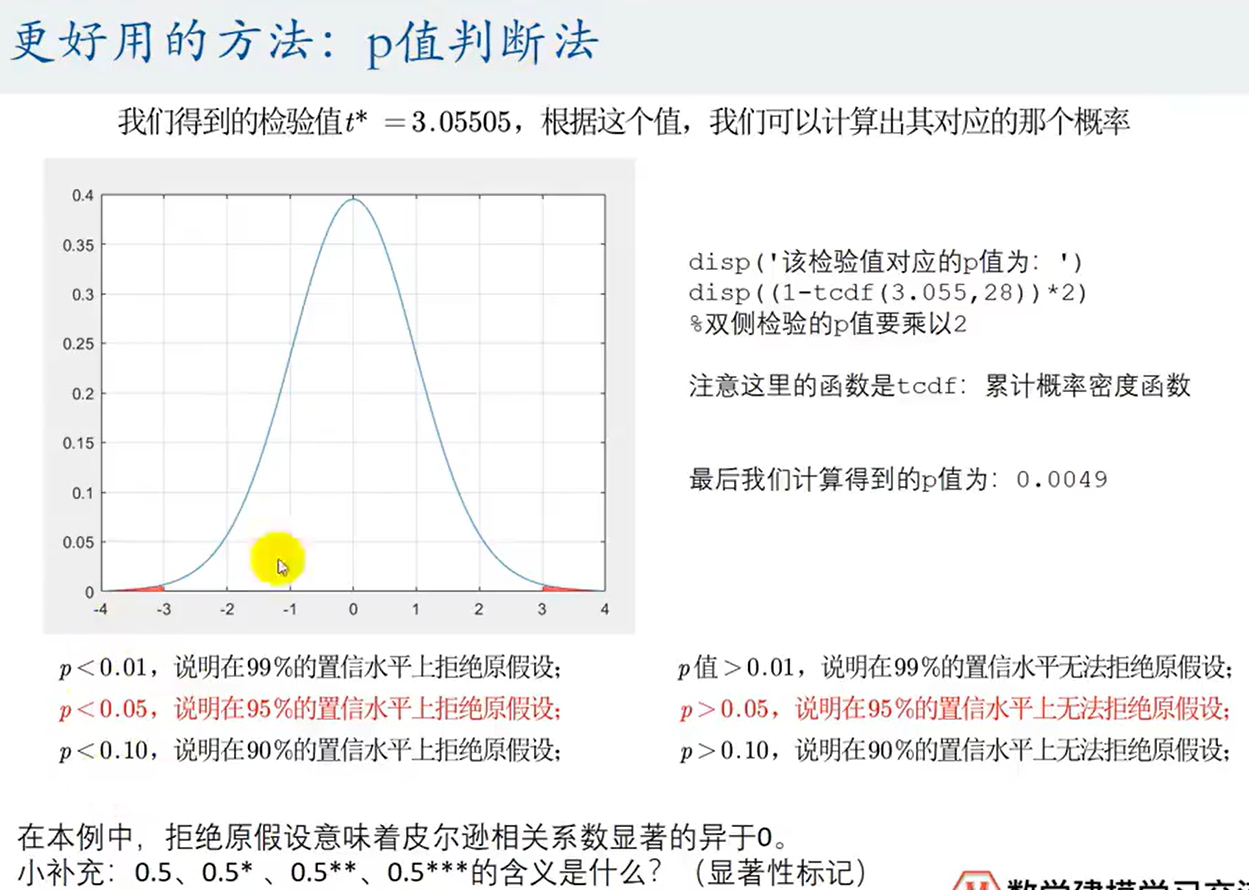 更好用的方法：p值判断法
我们得到的检验值t* =3.05505，根据这个值，我们可以计算出其对应的那个概率
0.4
0.35
0.3
0.25
0.2
0.15
0.1
0.05
0
-4 -3 -2 -1 0 1 2 3 4
disp('该检验值对应的p值为：')
disp((1-tcdf(3.055,28))*2)
%双侧检验的p值要乘以2
注意这里的函数是tcdf：累计概率密度函数
最后我们计算得到的p值为：0.0049
p<0.01，说明在99%的置信水平上拒绝原假设；
p<0.05，说明在95%的置信水平上拒绝原假设；
p<0.10，说明在90%的置信水平上拒绝原假设；
p值>0.01，说明在99%的置信水平无法拒绝原假设；
p>0.05，说明在95%的置信水平上无法拒绝原假设；
p>0.10，说明在90%的置信水平上无法拒绝原假设；
在本例中，拒绝原假设意味着皮尔逊相关系数显著的异于0。
小补充：0.5、0.5* 、0.5**、0.5***的含义是什么？（显著性标记）
数学建模学习交